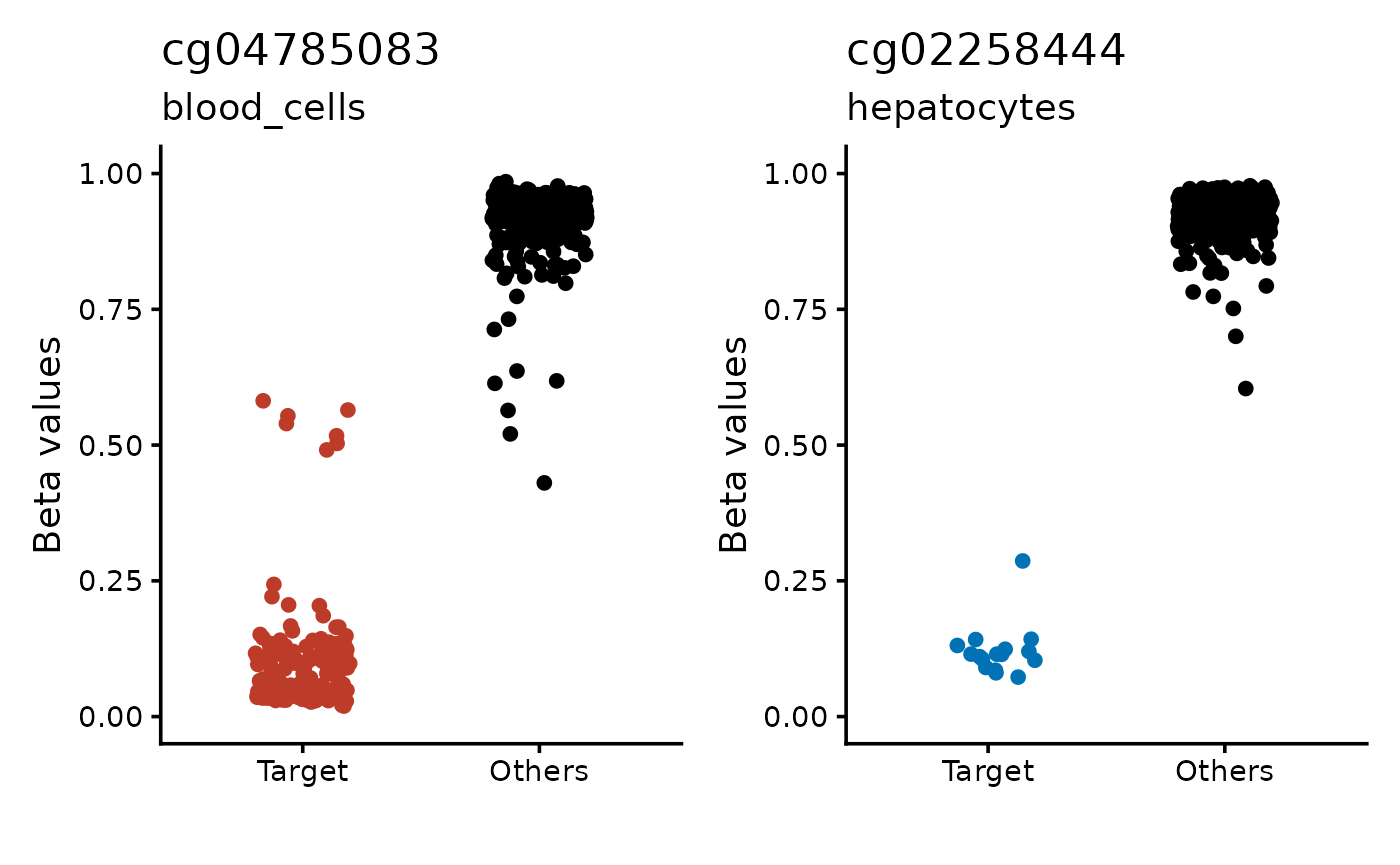 cg04785083
blood_cells
1.00
0.75
0.50
0.25
0.00
Beta values
Target Others
cg02258444
hepatocytes
1.00
0.75
0.50
0.25
0.00
Beta values
Target Others